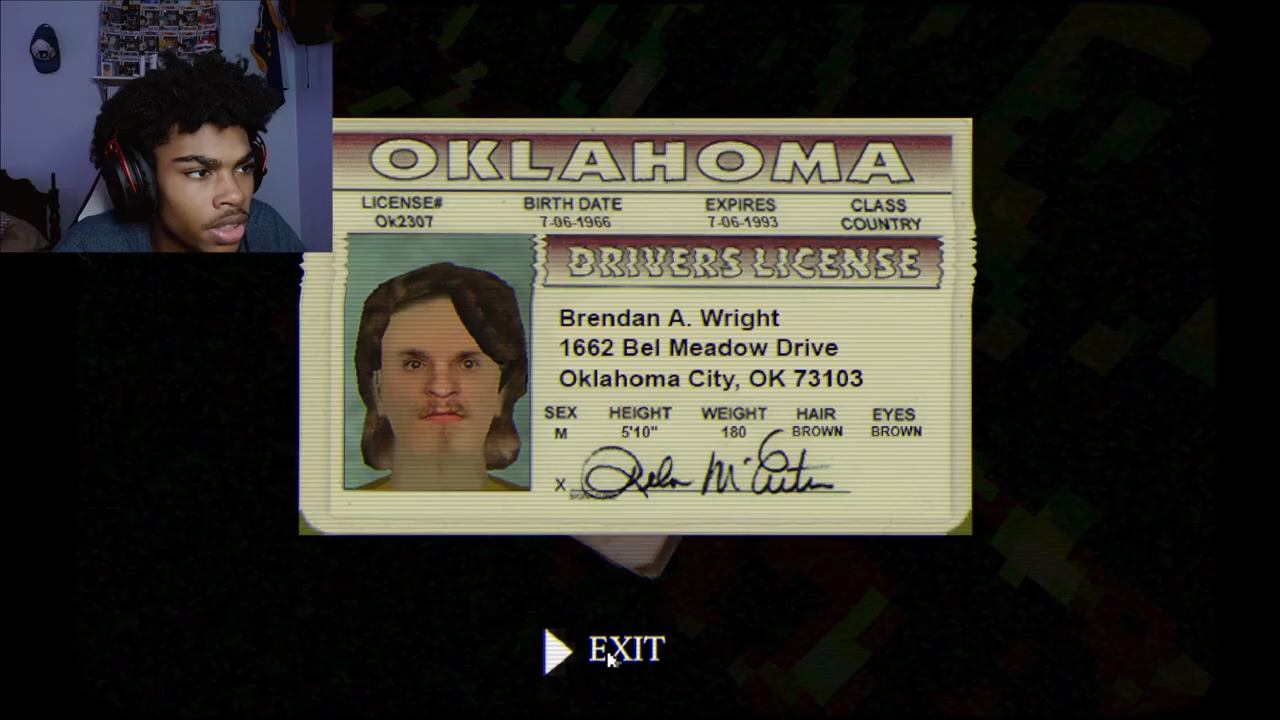 OKLAHOMA
LICENSE# BIRTH DATE EXPIRES CLASS
Ok2307 7-06-1966 7-06-1993 COUNTRY
DRIVERS LICENSE
Brendan A. Wright
1662 Bel Meadow Drive
Oklahoma City, OK 73103
SEX HEIGHT WEIGHT HAIR EYES
M 5'10" 180 BROWN BROWN
X
EXIT